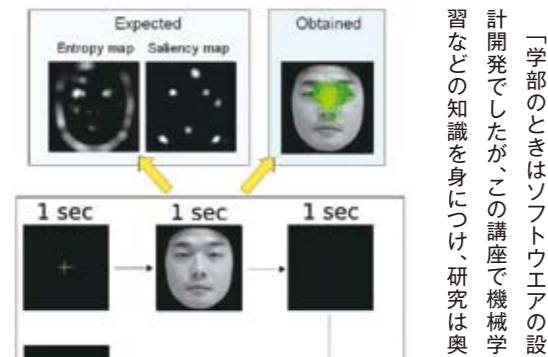 Expected
Obtained
Entropy map Saliency map
1 sec 1 sec 1 sec
「学部のときはソフトウエアの設
計開発でしたが、この講座で機械学
習などの知識を身につけ、研究は奥